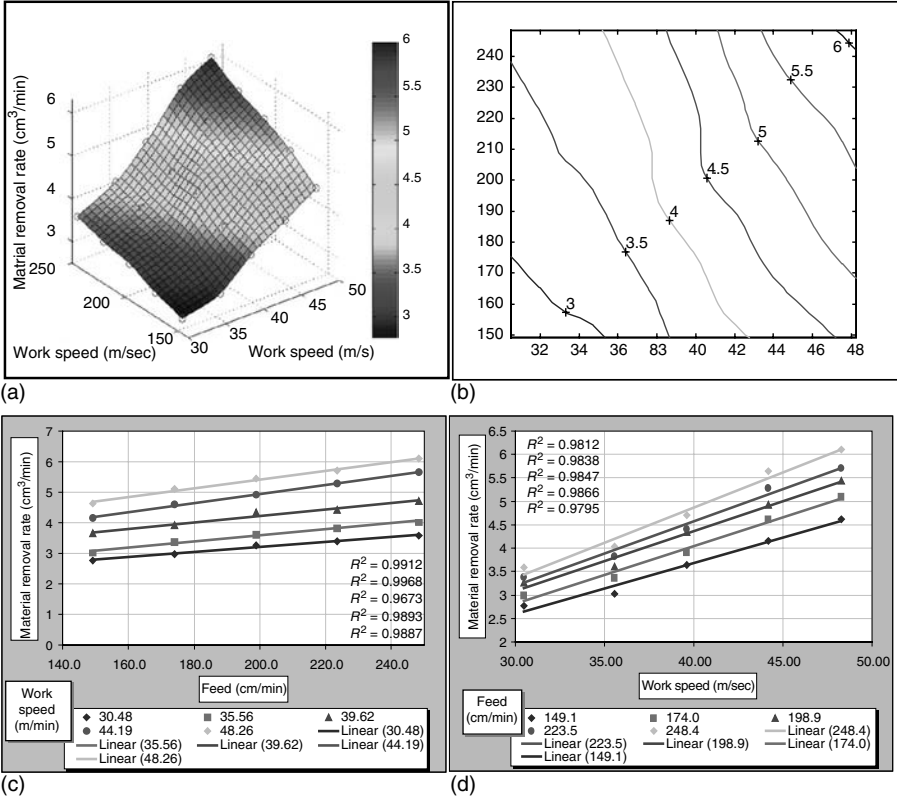 (a)
Matrial removal rate (cm³/min)
6
5
4
3
250
200
150
30
35
40
45
50
Work speed (m/sec)
Work speed (m/s)
6
5.5
5
4.5
4
3.5
3
(b)
240
230
220
210
200
190
180
170
160
150
32 34 36 83 40 42 44 46 48
3
3.5
4
4.5
5
5.5
6
(c)
Material removal rate (cm³/min)
7
6
5
4
3
2
1
0
140.0 160.0 180.0 200.0 220.0 240.0
Feed (cm/min)
R² = 0.9912
R² = 0.9968
R² = 0.9673
R² = 0.9893
R² = 0.9887
Work
speed
(m/min)
30.48 35.56 39.62
44.19 48.26 Linear (30.48)
Linear (35.56) Linear (39.62) Linear (44.19)
Linear (48.26)
(d)
Material removal rate (cm³/min)
6.5
6
5.5
5
4.5
4
3.5
3
2.5
2
30.00 35.00 40.00 45.00 50.00
Work speed (m/sec)
R² = 0.9812
R² = 0.9838
R² = 0.9847
R² = 0.9866
R² = 0.9795
Feed
(cm/min)
149.1 174.0 198.9
223.5 248.4 Linear (248.4)
Linear (223.5) Linear (198.9) Linear (174.0)
Linear (149.1)